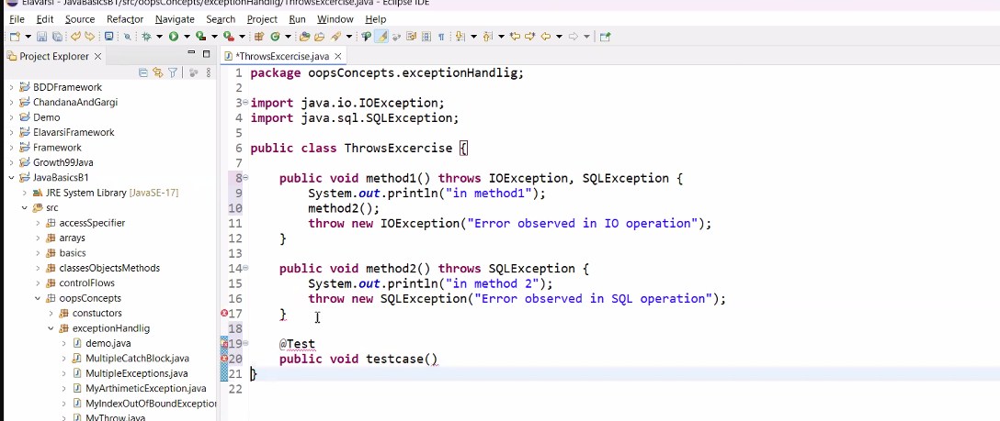 Elavarsi - JavaBasicsB1/src/oopsConcepts/exceptionHandlig/ThrowsExcercise.java - Eclipse IDE
File Edit Source Refactor Navigate Search Project Run Window Help
Project Explorer
*ThrowsExcercise.java
BDDFramework
ChandanaAndGargi
Demo
ElavarsiFramework
Framework
Growth99Java
JavaBasicsB1
JRE System Library [JavaSE-17]
src
accessSpecifier
arrays
basics
classesObjectsMethods
controlFlows
oopsConcepts
constuctors
exceptionHandlig
demo.java
MultipleCatchBlock.java
MultipleExceptions.java
MyArthimeticException.java
MyIndexOutOfBoundException
MyThrow.java
1 package oopsConcepts.exceptionHandlig;
2
3 import java.io.IOException;
4 import java.sql.SQLException;
5
6 public class ThrowsExcercise {
7
8 public void method1() throws IOException, SQLException {
9 System.out.println("in method1");
10 method2();
11 throw new IOException("Error observed in IO operation");
12 }
13
14 public void method2() throws SQLException {
15 System.out.println("in method 2");
16 throw new SQLException("Error observed in SQL operation");
17 }
18
19 @Test
20 public void testcase()
21 }
22